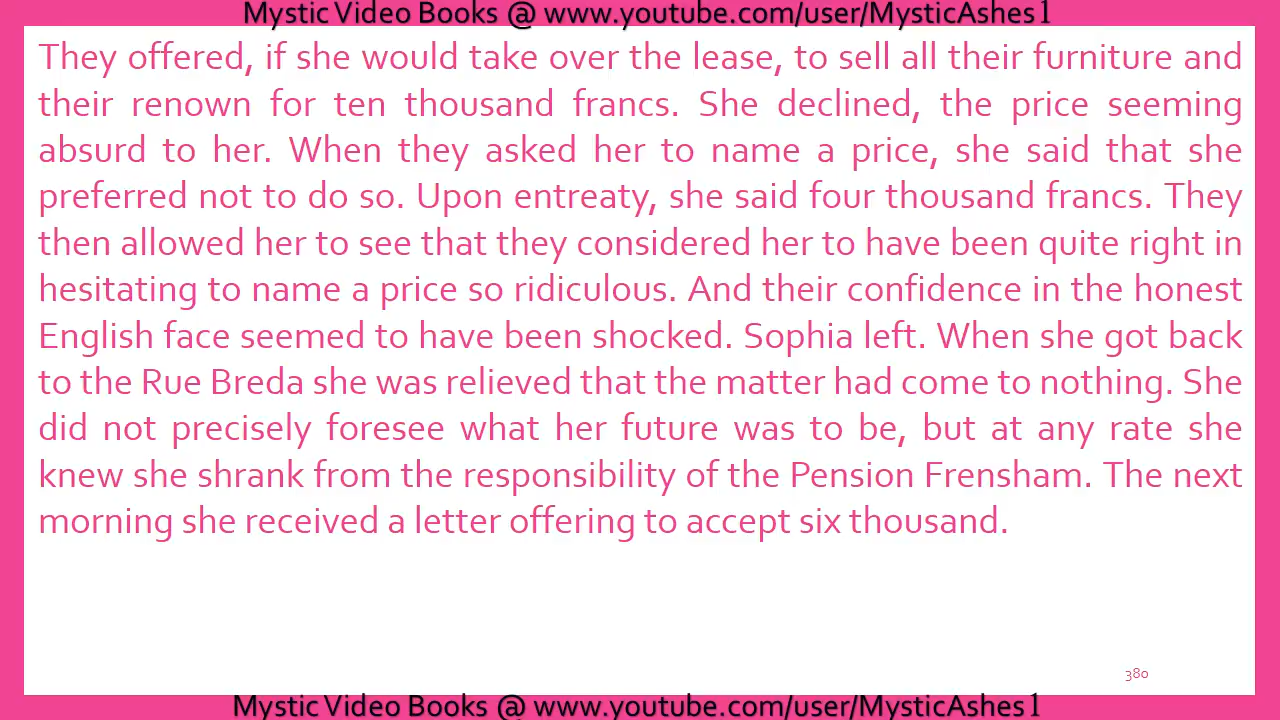 Mystic Video Books @ www.youtube.com/user/MysticAshes1
They offered, if she would take over the lease, to sell all their furniture and
their renown for ten thousand francs. She declined, the price seeming
absurd to her. When they asked her to name a price, she said that she
preferred not to do so. Upon entreaty, she said four thousand francs. They
then allowed her to see that they considered her to have been quite right in
hesitating to name a price so ridiculous. And their confidence in the honest
English face seemed to have been shocked. Sophia left. When she got back
to the Rue Breda she was relieved that the matter had come to nothing. She
did not precisely foresee what her future was to be, but at any rate she
knew she shrank from the responsibility of the Pension Frensham. The next
morning she received a letter offering to accept six thousand.
380
Mystic Video Books @ www.youtube.com/user/MysticAshes1